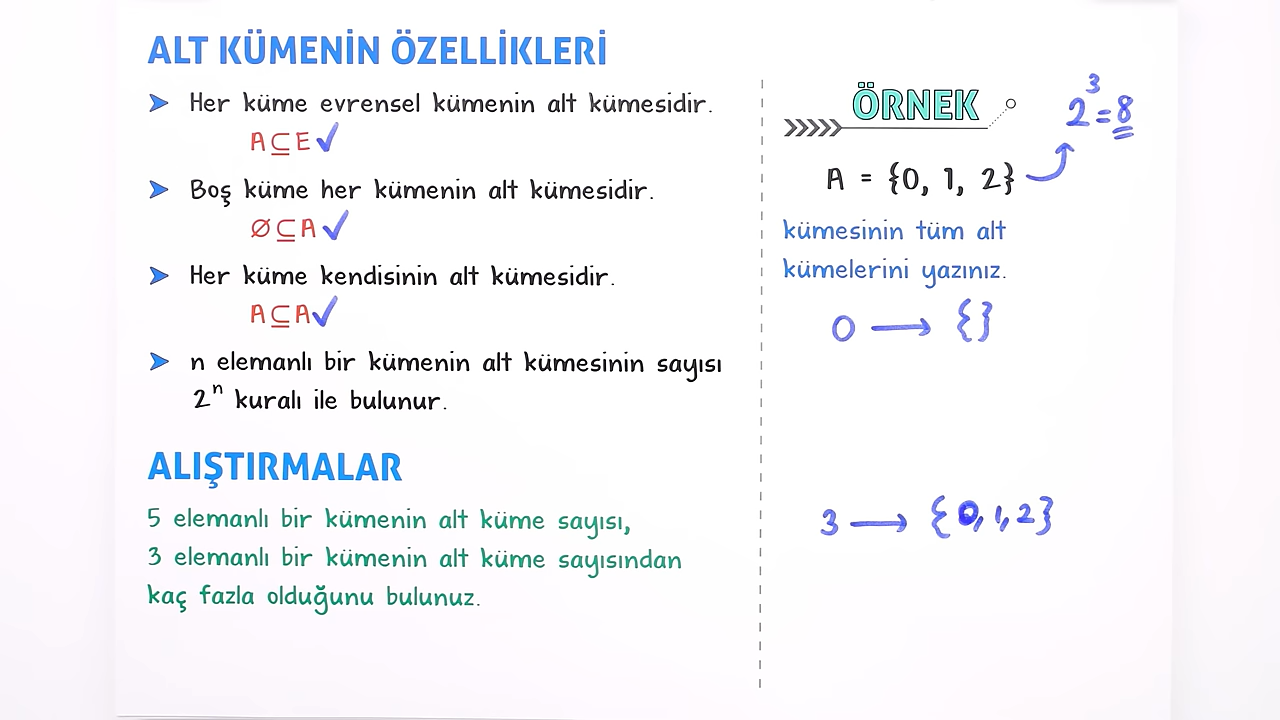 ALT KÜMENİN ÖZELLİKLERİ
➤ Her küme evrensel kümenin alt kümesidir.
A ⊆ E ✓
➤ Boş küme her kümenin alt kümesidir.
∅ ⊆ A ✓
➤ Her küme kendisinin alt kümesidir.
A ⊆ A ✓
➤ n elemanlı bir kümenin alt kümesinin sayısı
2ⁿ kuralı ile bulunur.
ALIŞTIRMALAR
5 elemanlı bir kümenin alt küme sayısı,
3 elemanlı bir kümenin alt küme sayısından
kaç fazla olduğunu bulunuz.
ÖRNEK
2³ = 8
A = {0, 1, 2}
kümesinin tüm alt
kümelerini yazınız.
0 → {}
3 → {0, 1, 2}